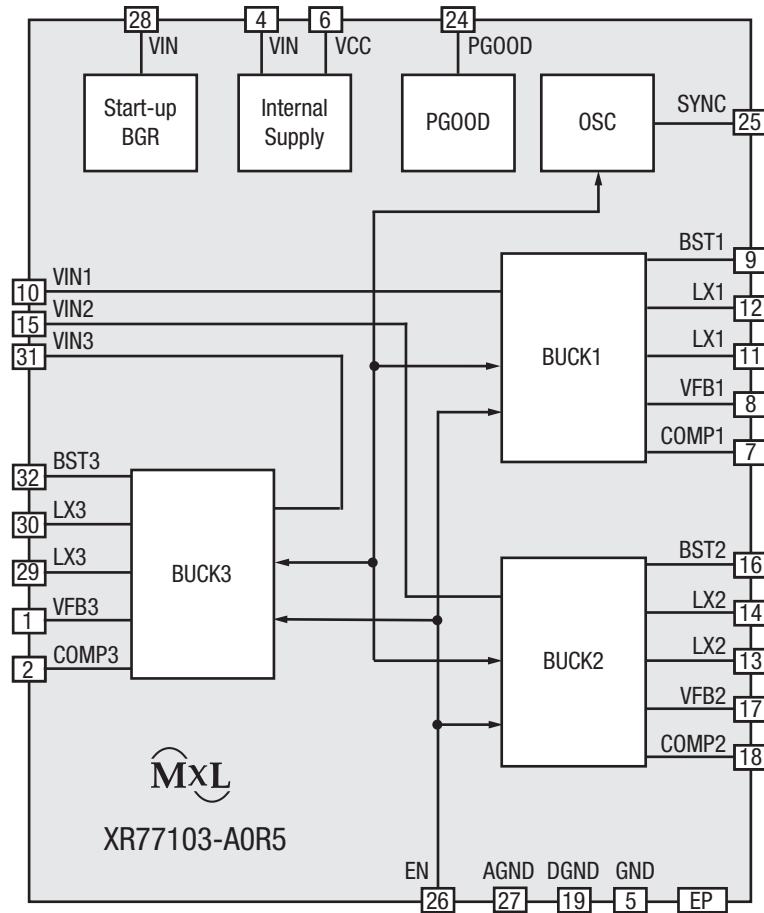 28 4 6 24
VIN VIN VCC PGOOD
Start-up
BGR
Internal
Supply
PGOOD
OSC
SYNC
25
BST1
9
LX1
12
LX1
11
VFB1
8
COMP1
7
BUCK1
VIN1
10
VIN2
15
VIN3
31
BST3
32
LX3
30
LX3
29
VFB3
1
COMP3
2
BUCK3
BST2
16
LX2
14
LX2
13
VFB2
17
COMP2
18
BUCK2
MxL
XR77103-A0R5
EN AGND DGND GND
26 27 19 5 EP